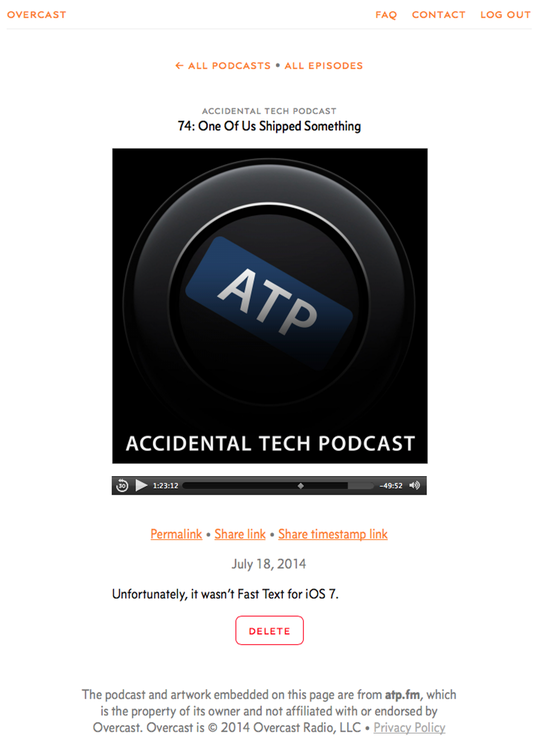 OVERCAST FAQ CONTACT LOG OUT
← ALL PODCASTS • ALL EPISODES
ACCIDENTAL TECH PODCAST
74: One Of Us Shipped Something
ATP
ACCIDENTAL TECH PODCAST
30 1:23:12 -49:52
Permalink • Share link • Share timestamp link
July 18, 2014
Unfortunately, it wasn’t Fast Text for iOS 7.
DELETE
The podcast and artwork embedded on this page are from atp.fm, which
is the property of its owner and not affiliated with or endorsed by
Overcast. Overcast is © 2014 Overcast Radio, LLC • Privacy Policy